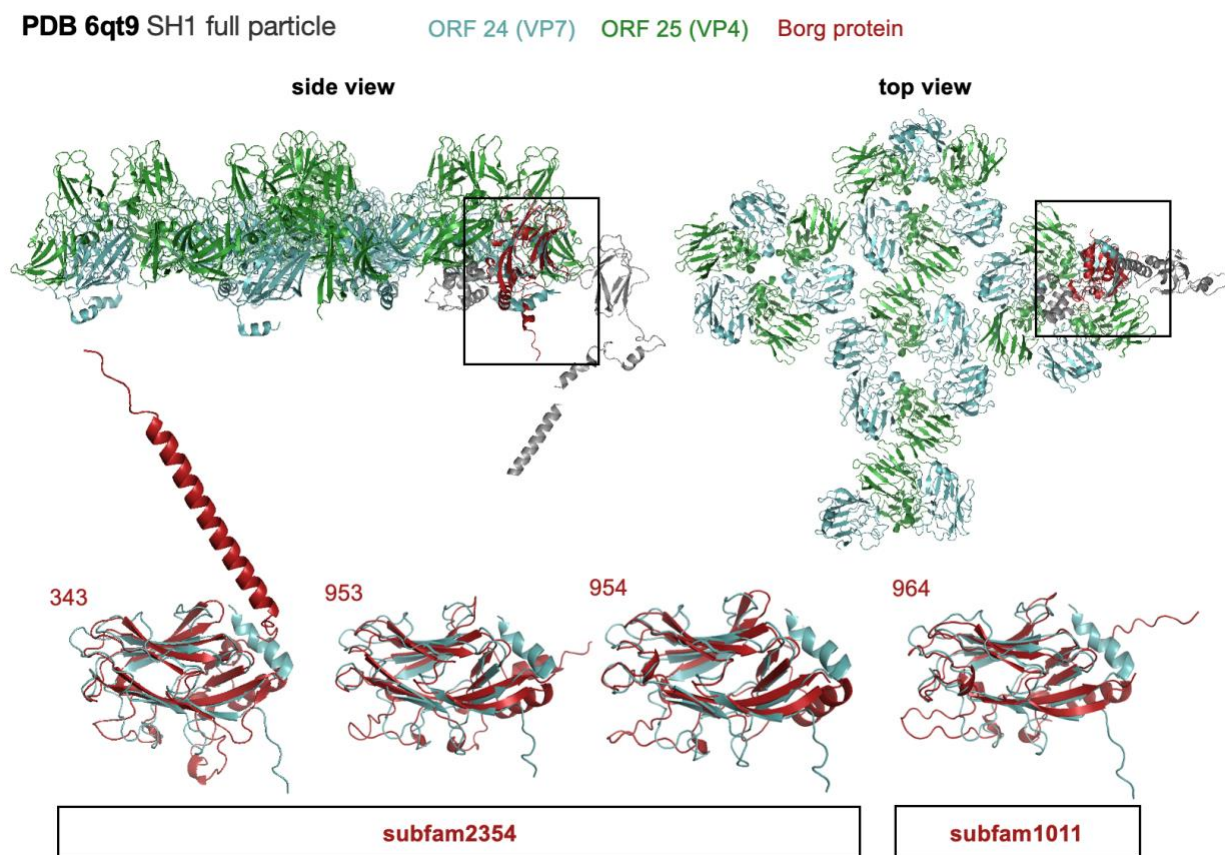 PDB 6qt9 SH1 full particle ORF 24 (VP7) ORF 25 (VP4) Borg protein
side view top view
343 953 954 964
subfam2354 subfam1011